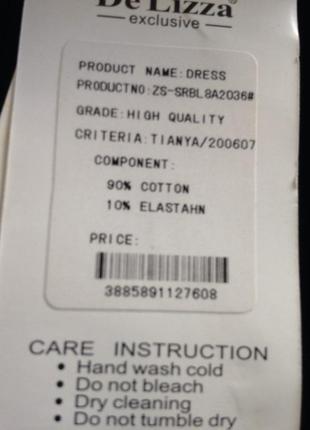 De Lizza®
exclusive
PRODUCT NAME:DRESS
PRODUCTNO:ZS-SRBL8A2036#
GRADE:HIGH QUALITY
CRITERIA:TIANYA/200607
COMPONENT:
90% COTTON
10% ELASTAHN
PRICE:
3885891127608
CARE INSTRUCTION
• Hand wash cold
• Do not bleach
• Dry cleaning
• Do not tumble dry